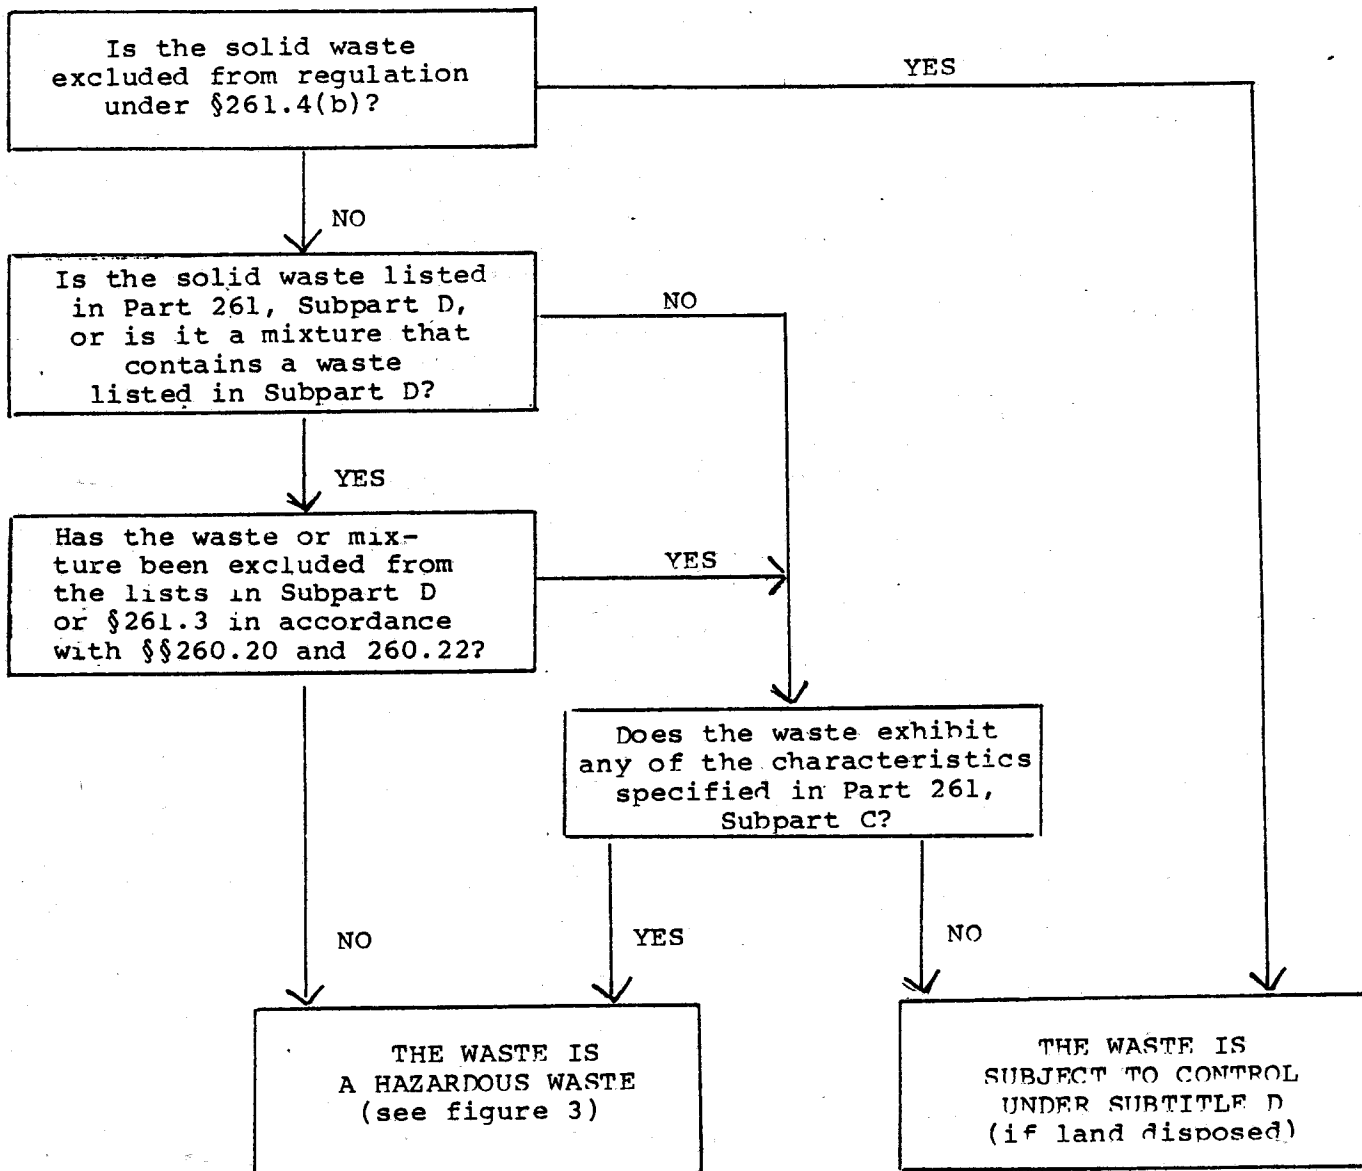 Is the solid waste
excluded from regulation
under §261.4(b)?
YES
NO
Is the solid waste listed
in Part 261, Subpart D,
or is it a mixture that
contains a waste
listed in Subpart D?
NO
YES
Has the waste or mix-
ture been excluded from
the lists in Subpart D
or §261.3 in accordance
with §§260.20 and 260.22?
YES
Does the waste exhibit
any of the characteristics
specified in Part 261,
Subpart C?
NO
YES
NO
THE WASTE IS
A HAZARDOUS WASTE
(see figure 3)
THE WASTE IS
SUBJECT TO CONTROL
UNDER SUBTITLE D
(if land disposed)